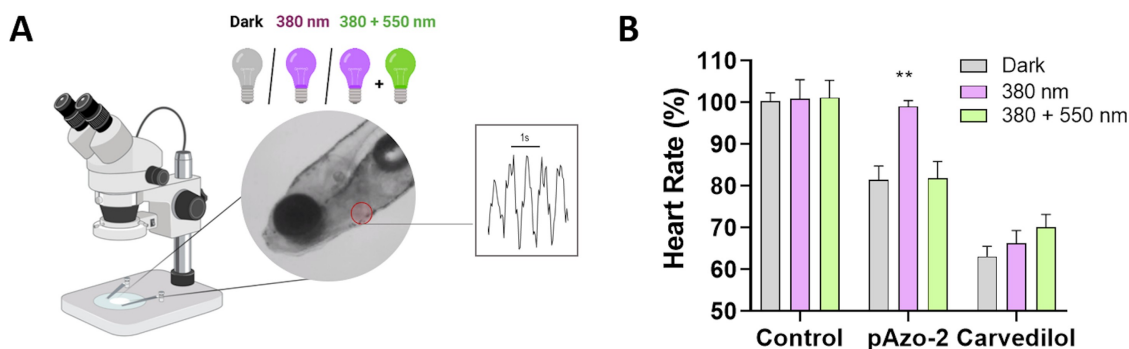 A
Dark 380 nm 380 + 550 nm
+
1s
B
Heart Rate (%)
110
100
90
80
70
60
50
**
Dark
380 nm
380 + 550 nm
Control pAzo-2 Carvedilol